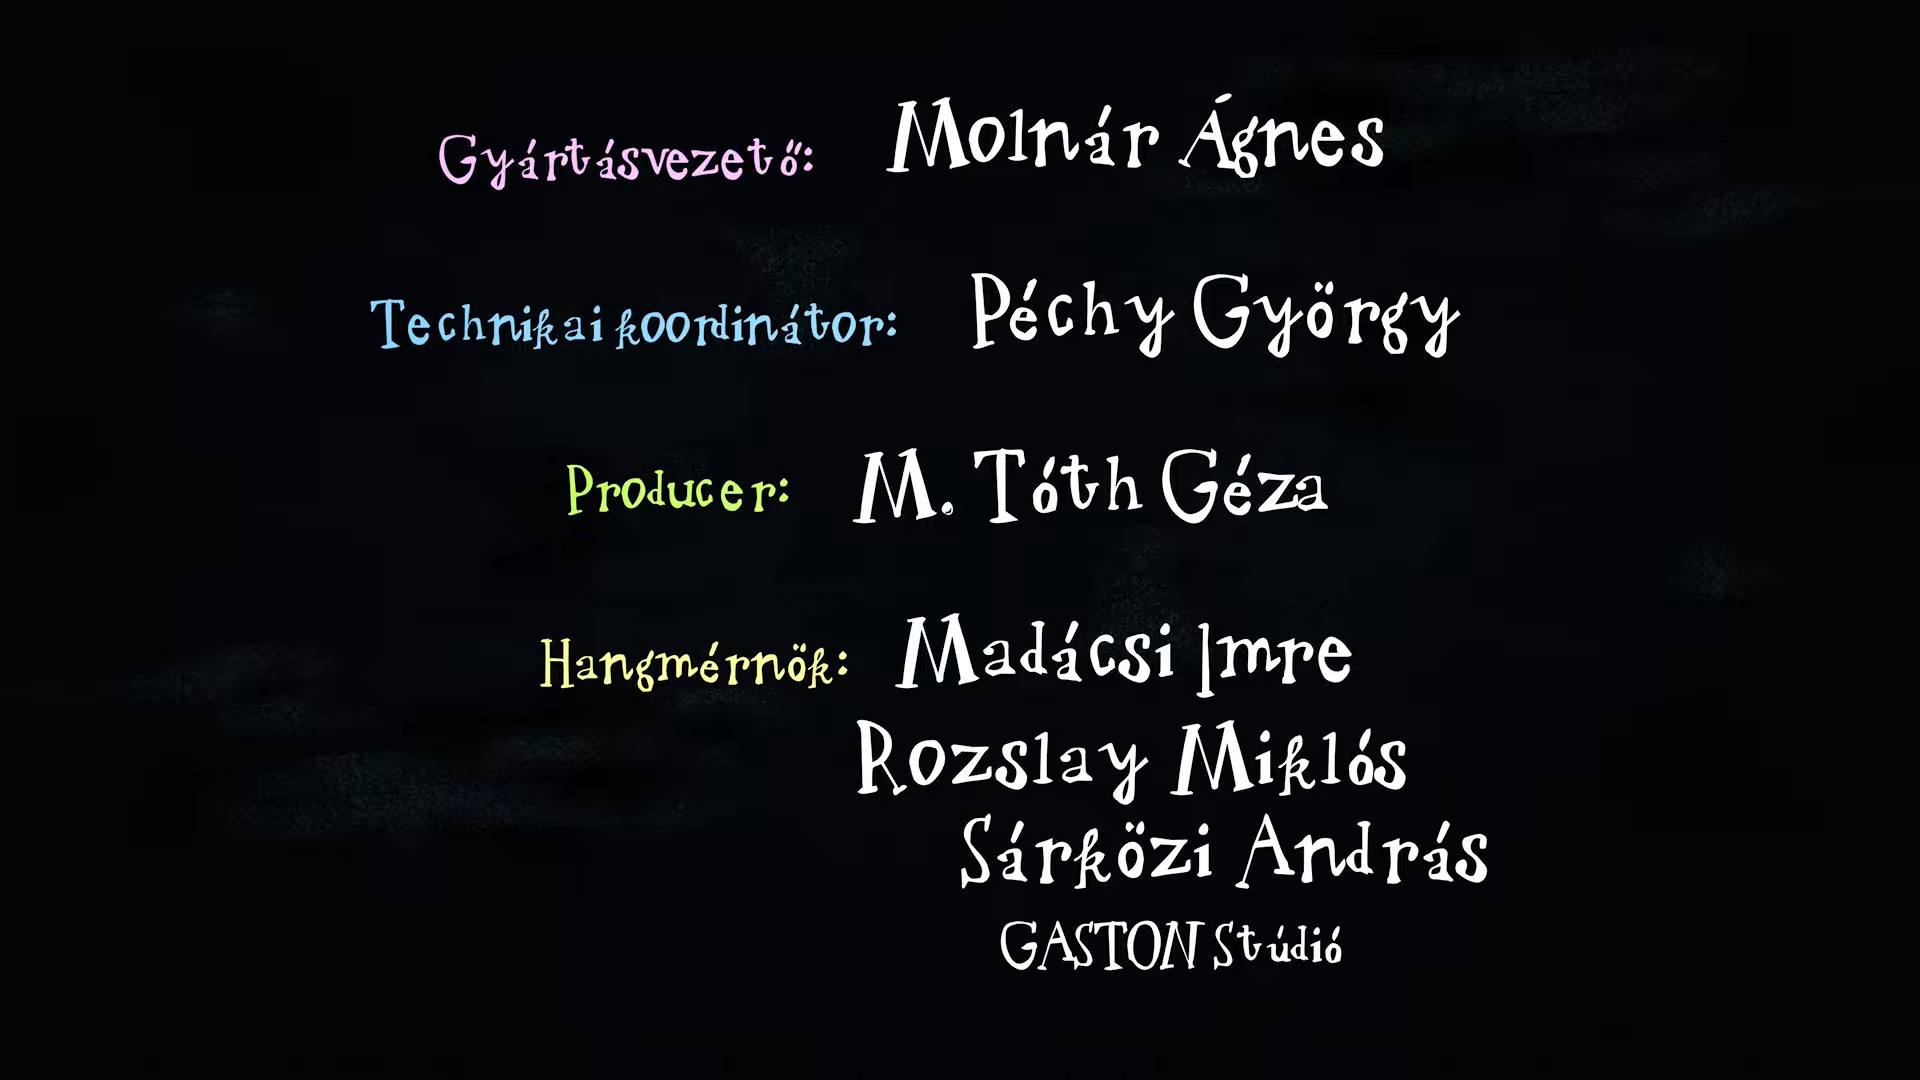 Gyártásvezető: Molnár Ágnes
Technikai koordinátor: Péchy György
Producer: M. Tóth Géza
Hangmérnök: Madácsi Imre
Rozslay Miklós
Sárközi András
GASTON Stúdió